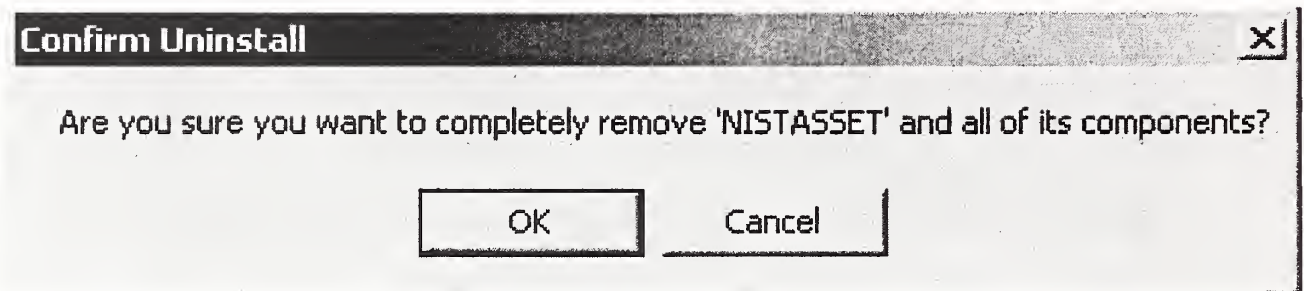 Confirm Uninstall
Are you sure you want to completely remove 'NISTASSET' and all of its components?
OK
Cancel